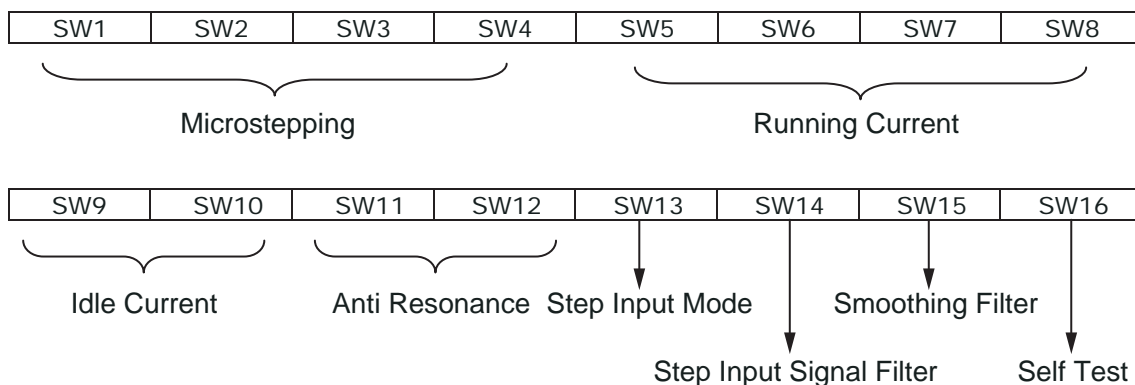 SW1 SW2 SW3 SW4 SW5 SW6 SW7 SW8
Microstepping Running Current
SW9 SW10 SW11 SW12 SW13 SW14 SW15 SW16
Idle Current Anti Resonance Step Input Mode Smoothing Filter
Step Input Signal Filter Self Test